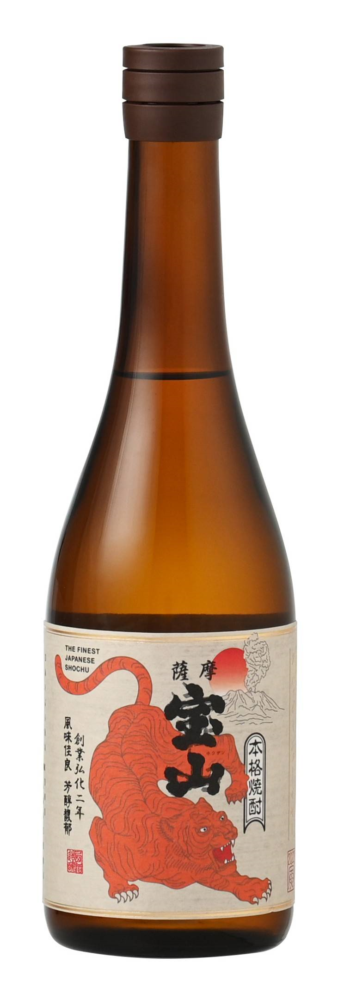 THE FINEST
JAPANESE
SHOCHU
薩摩
宝山
ホウザン
本格焼酎
創業弘化二年
風味佳良 芳醇馥郁